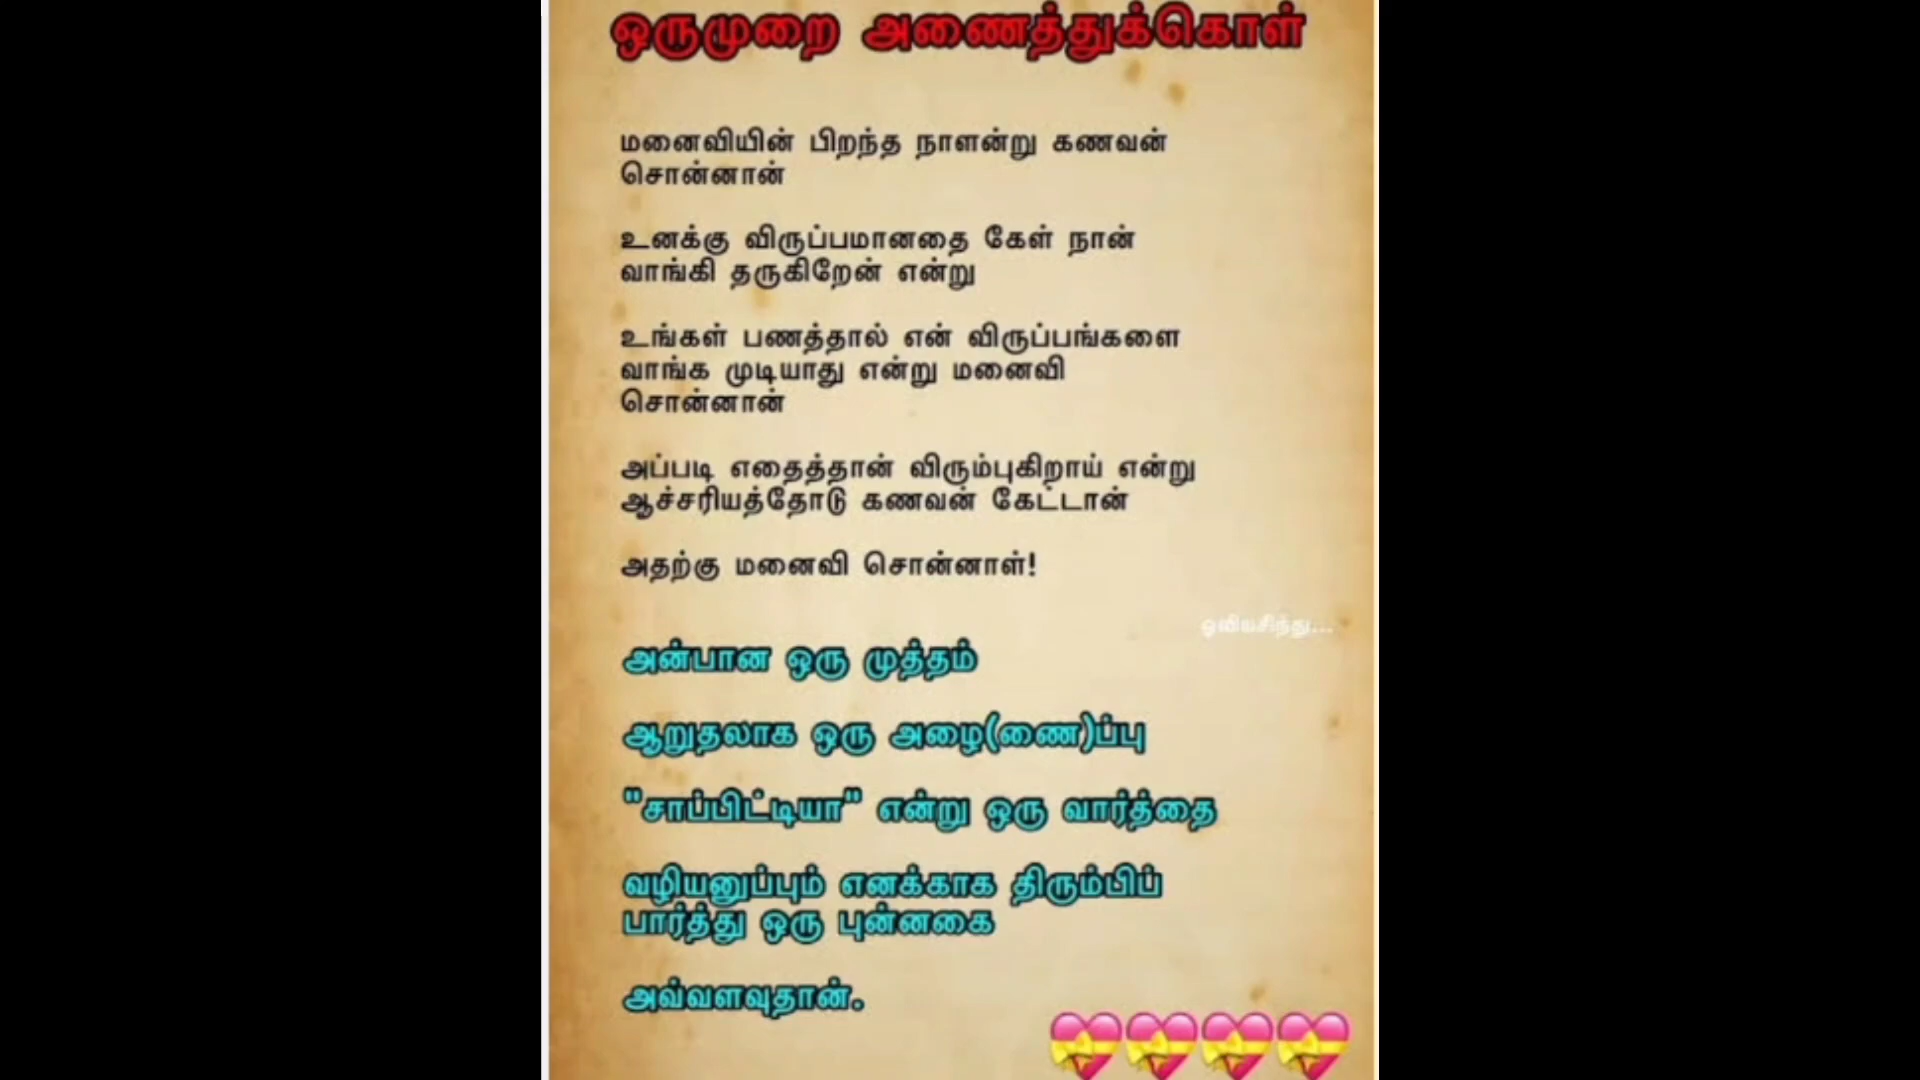 ஒருமுறை அணைத்துக்கொள்
மனைவியின் பிறந்த நாளன்று கணவன்
சொன்னான்
உனக்கு விருப்பமானதை கேள் நான்
வாங்கி தருகிறேன் என்று
உங்கள் பணத்தால் என் விருப்பங்களை
வாங்க முடியாது என்று மனைவி
சொன்னான்
அப்படி எதைத்தான் விரும்புகிறாய் என்று
ஆச்சரியத்தோடு கணவன் கேட்டான்
அதற்கு மனைவி சொன்னாள்!
ஓவியசிந்து...
அன்பான ஒரு முத்தம்
ஆறுதலாக ஒரு அழை(ணை)ப்பு
"சாப்பிட்டியா" என்று ஒரு வார்த்தை
வழியனுப்பும் எனக்காக திரும்பிப்
பார்த்து ஒரு புன்னகை
அவ்வளவுதான்.